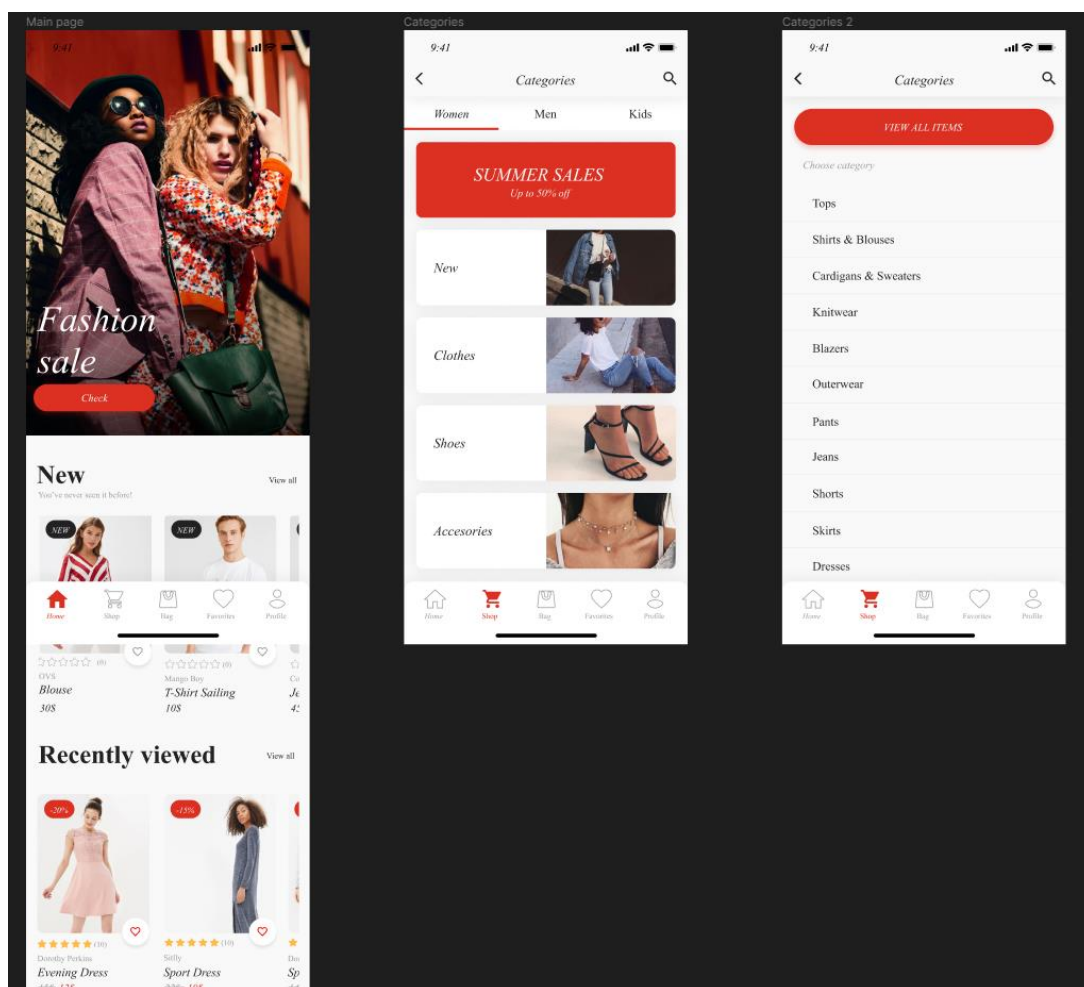 Main page
9:41
Fashion
sale
Check
New
View all
You've never seen it before!
NEW
NEW
Home
Shop
Bag
Favorites
Profile
(0)
(0)
OVS
Mango Boy
Blouse
T-Shirt Sailing
30$
10$
Recently viewed
View all
-20%
-15%
(10)
(10)
Dorothy Perkins
Sitlly
Evening Dress
Sport Dress
Sp
12$
19$
Categories
9:41
Categories
Women
Men
Kids
SUMMER SALES
Up to 50% off
New
Clothes
Shoes
Accesories
Home
Shop
Bag
Favorites
Profile
Categories 2
9:41
Categories
VIEW ALL ITEMS
Choose category
Tops
Shirts & Blouses
Cardigans & Sweaters
Knitwear
Blazers
Outerwear
Pants
Jeans
Shorts
Skirts
Dresses
Home
Shop
Bag
Favorites
Profile